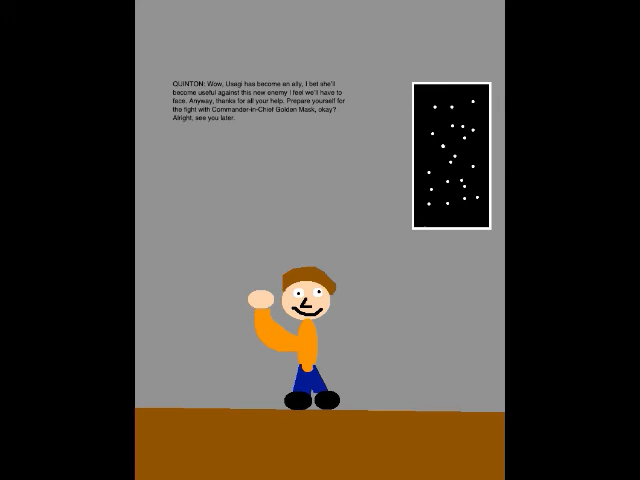 QUINTON: Wow, Usagi has become an ally, I bet she'll
become useful against this new enemy I feel we'll have to
face. Anyway, thanks for all your help. Prepare yourself for
the fight with Commander-in-Chief Golden Mask, okay?
Alright, see you later.